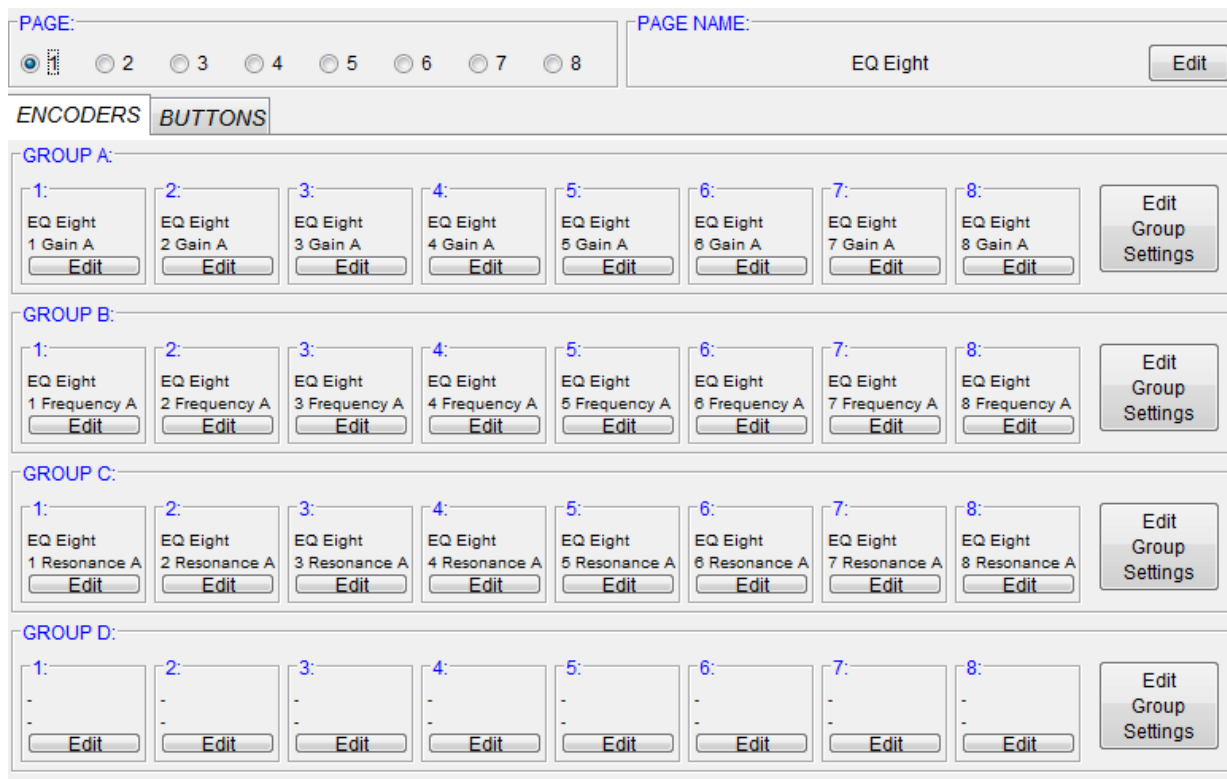 PAGE: PAGE NAME:
1 2 3 4 5 6 7 8 EQ Eight Edit
ENCODERS BUTTONS
GROUP A:
1: 2: 3: 4: 5: 6: 7: 8:
EQ Eight EQ Eight EQ Eight EQ Eight EQ Eight EQ Eight EQ Eight EQ Eight
1 Gain A 2 Gain A 3 Gain A 4 Gain A 5 Gain A 6 Gain A 7 Gain A 8 Gain A
Edit Edit Edit Edit Edit Edit Edit Edit
Edit
Group
Settings
GROUP B:
1: 2: 3: 4: 5: 6: 7: 8:
EQ Eight EQ Eight EQ Eight EQ Eight EQ Eight EQ Eight EQ Eight EQ Eight
1 Frequency A 2 Frequency A 3 Frequency A 4 Frequency A 5 Frequency A 6 Frequency A 7 Frequency A 8 Frequency A
Edit Edit Edit Edit Edit Edit Edit Edit
Edit
Group
Settings
GROUP C:
1: 2: 3: 4: 5: 6: 7: 8:
EQ Eight EQ Eight EQ Eight EQ Eight EQ Eight EQ Eight EQ Eight EQ Eight
1 Resonance A 2 Resonance A 3 Resonance A 4 Resonance A 5 Resonance A 6 Resonance A 7 Resonance A 8 Resonance A
Edit Edit Edit Edit Edit Edit Edit Edit
Edit
Group
Settings
GROUP D:
1: 2: 3: 4: 5: 6: 7: 8:
- - - - - - - -
- - - - - - - -
Edit Edit Edit Edit Edit Edit Edit Edit
Edit
Group
Settings